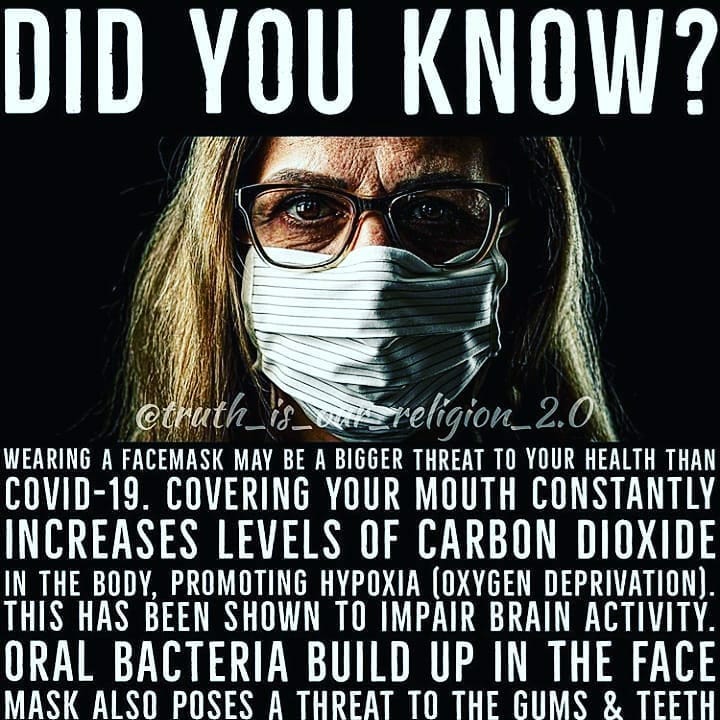 DID YOU KNOW?
@truth_is_our_religion_2.0
WEARING A FACEMASK MAY BE A BIGGER THREAT TO YOUR HEALTH THAN
COVID-19. COVERING YOUR MOUTH CONSTANTLY
INCREASES LEVELS OF CARBON DIOXIDE
IN THE BODY, PROMOTING HYPOXIA (OXYGEN DEPRIVATION).
THIS HAS BEEN SHOWN TO IMPAIR BRAIN ACTIVITY.
ORAL BACTERIA BUILD UP IN THE FACE
MASK ALSO POSES A THREAT TO THE GUMS & TEETH